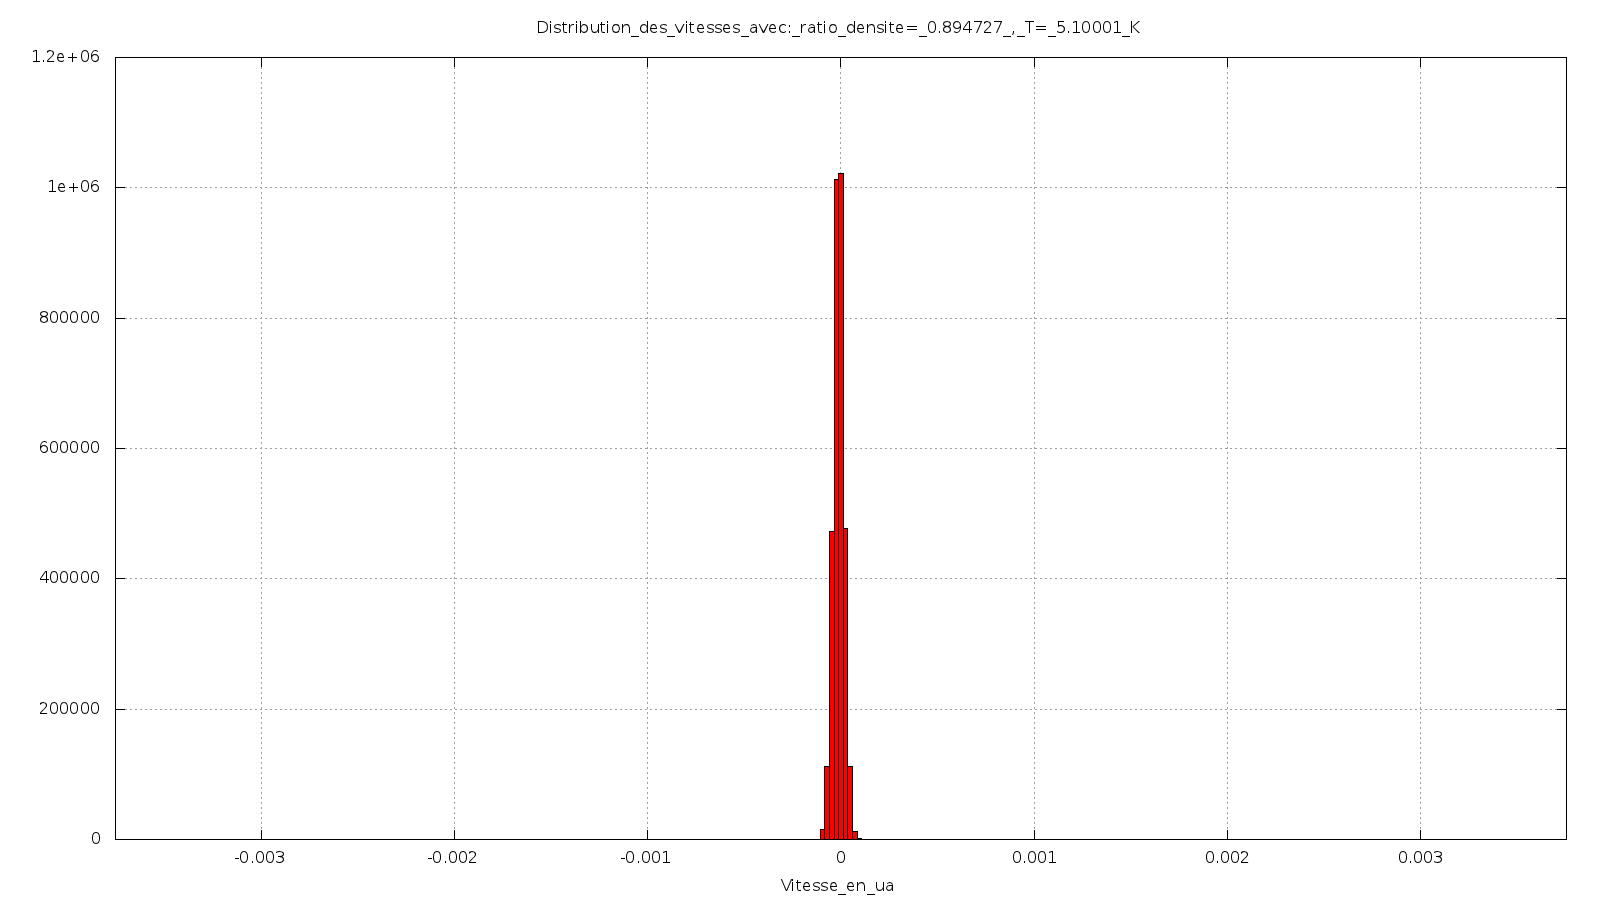 Distribution_des_vitesses_avec:_ratio_densite=_0.894727_,_T=_5.10001_K
1.2e+06
1e+06
800000
600000
400000
200000
0
-0.003 -0.002 -0.001 0 0.001 0.002 0.003
Vitesse_en_ua